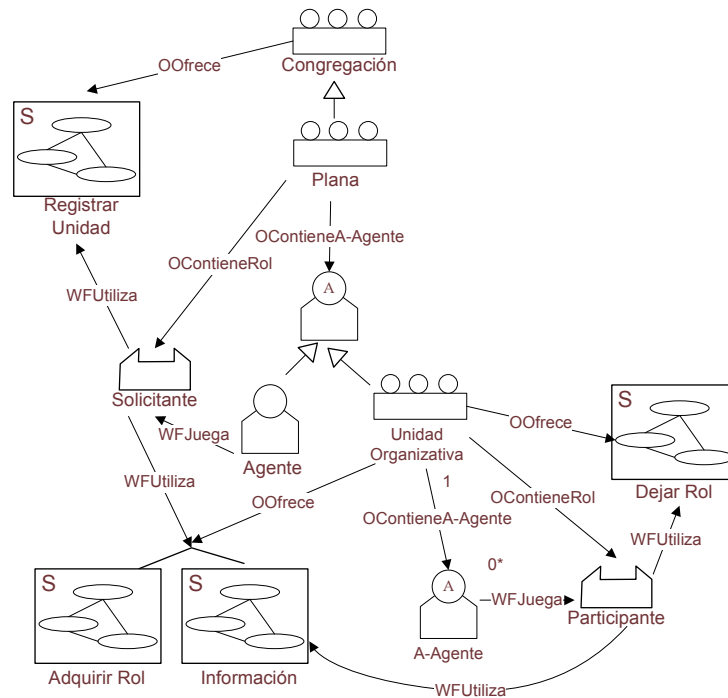 Congregación
OOfrece
S
Registrar
Unidad
Plana
OContieneA-Agente
OContieneRol
WFUtiliza
A
Solicitante
WFJuega
Agente
Unidad
Organizativa
OOfrece
S
Dejar Rol
WFUtiliza
OOfrece
1
OContieneA-Agente
OContieneRol
WFUtiliza
0*
S
Adquirir Rol
S
Información
A
A-Agente
WFJuega
Participante
WFUtiliza